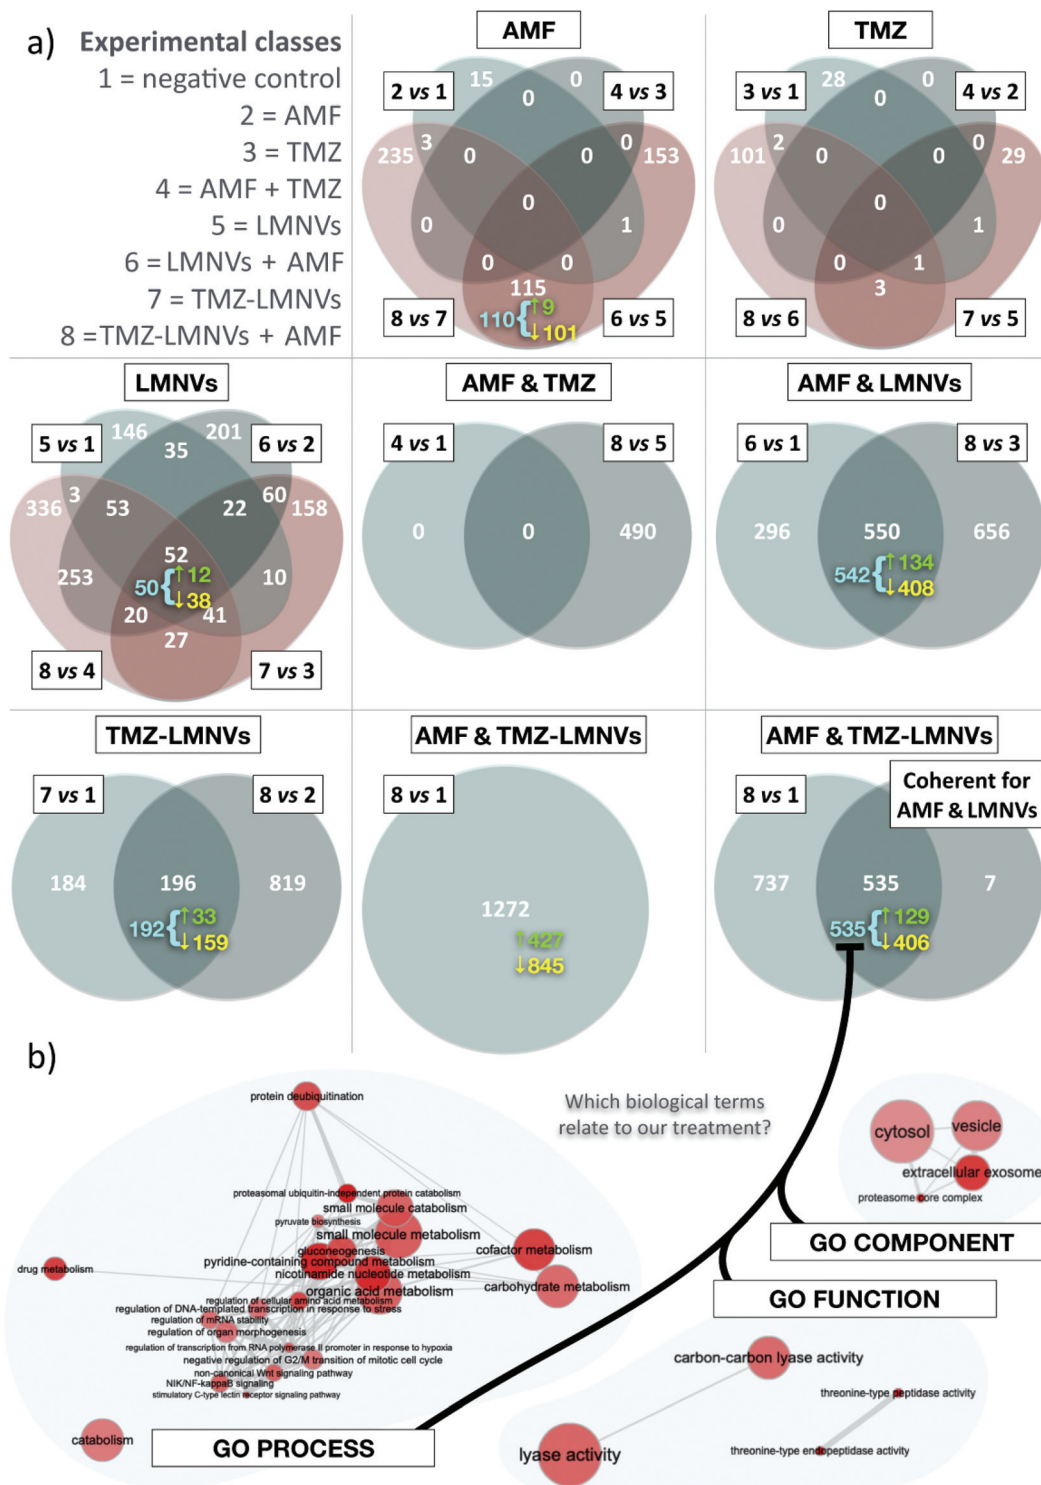 a)
Experimental classes
1 = negative control
2 = AMF
3 = TMZ
4 = AMF + TMZ
5 = LMNVs
6 = LMNVs + AMF
7 = TMZ-LMNVs
8 = TMZ-LMNVs + AMF
AMF
2 vs 1
15
0
4 vs 3
0
235
3
0
0
0
153
0
0
1
0
0
115
110 { ↑9
↓101
8 vs 7
6 vs 5
TMZ
3 vs 1
28
0
4 vs 2
0
101
2
0
0
0
29
0
0
1
0
1
3
8 vs 6
7 vs 5
LMNVs
5 vs 1
146
201
6 vs 2
35
336
3
53
22
60
158
52
253
50 { ↑12
↓38
10
20
41
27
8 vs 4
7 vs 3
AMF & TMZ
4 vs 1
8 vs 5
0
0
490
AMF & LMNVs
6 vs 1
8 vs 3
296
550
656
542 { ↑134
↓408
TMZ-LMNVs
7 vs 1
8 vs 2
184
196
819
192 { ↑33
↓159
AMF & TMZ-LMNVs
8 vs 1
1272
↑427
↓845
AMF & TMZ-LMNVs
8 vs 1
Coherent for
AMF & LMNVs
737
535
7
535 { ↑129
↓406
b)
Which biological terms
relate to our treatment?
protein deubiquitination
proteasomal ubiquitin-independent protein catabolism
small molecule catabolism
pyruvate biosynthesis
small molecule metabolism
gluconeogenesis
pyridine-containing compound metabolism
nicotinamide nucleotide metabolism
organic acid metabolism
cofactor metabolism
carbohydrate metabolism
drug metabolism
regulation of cellular amino acid metabolism
regulation of DNA-templated transcription in response to stress
regulation of mRNA stability
regulation of organ morphogenesis
regulation of transcription from RNA polymerase II promoter in response to hypoxia
negative regulation of G2/M transition of mitotic cell cycle
non-canonical Wnt signaling pathway
NIK/NF-kappaB signaling
stimulatory C-type lectin receptor signaling pathway
catabolism
GO PROCESS
cytosol
vesicle
extracellular exosome
proteasome core complex
GO COMPONENT
GO FUNCTION
carbon-carbon lyase activity
threonine-type peptidase activity
lyase activity
threonine-type endopeptidase activity